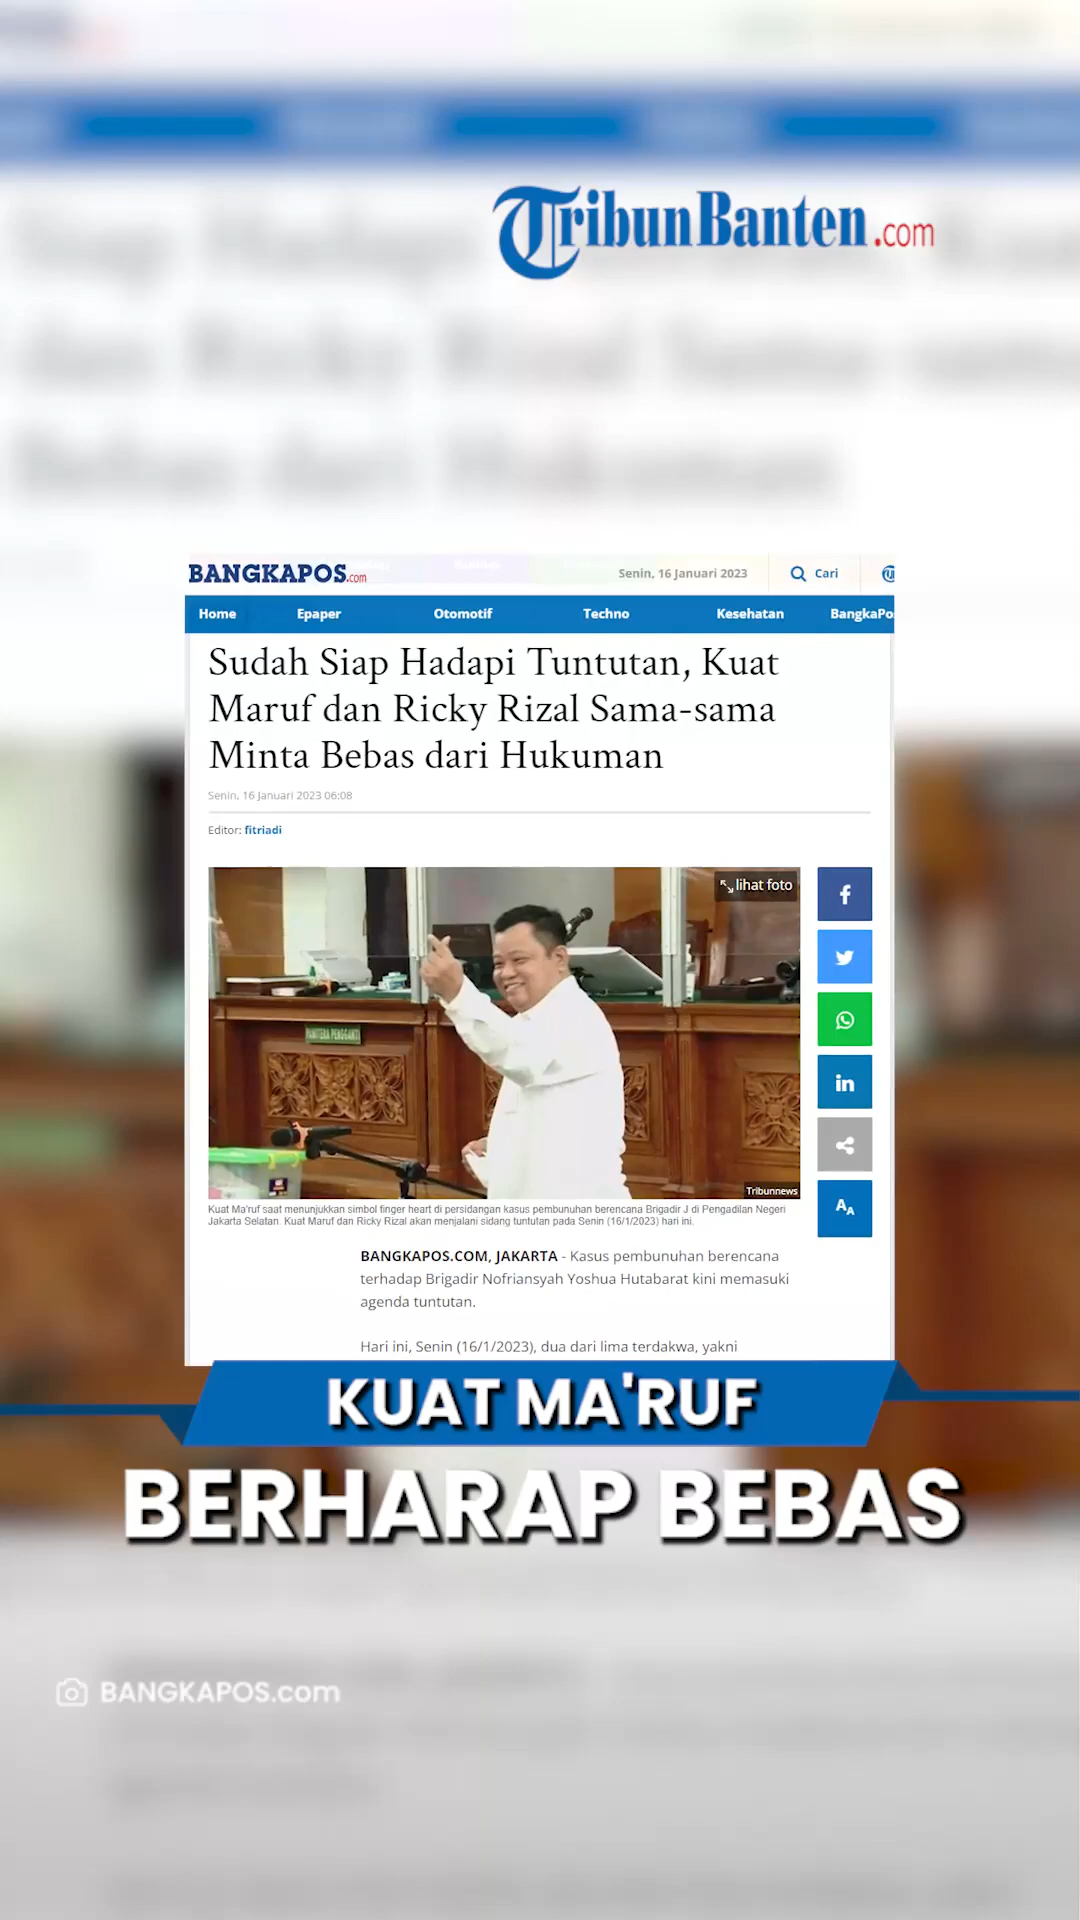 TribunBanten.com
BANGKAPOS.com
Senin, 16 Januari 2023
Cari
Home Epaper Otomotif Techno Kesehatan BangkaPo
Sudah Siap Hadapi Tuntutan, Kuat
Maruf dan Ricky Rizal Sama-sama
Minta Bebas dari Hukuman
Senin, 16 Januari 2023 06:08
Editor: fitriadi
lihat foto
PANITERA PENGGANTI
Tribunnews
Kuat Ma'ruf saat menunjukkan simbol finger heart di persidangan kasus pembunuhan berencana Brigadir J di Pengadilan Negeri
Jakarta Selatan. Kuat Maruf dan Ricky Rizal akan menjalani sidang tuntutan pada Senin (16/1/2023) hari ini.
BANGKAPOS.COM, JAKARTA - Kasus pembunuhan berencana
terhadap Brigadir Nofriansyah Yoshua Hutabarat kini memasuki
agenda tuntutan.
Hari ini, Senin (16/1/2023), dua dari lima terdakwa, yakni
KUAT MA'RUF
BERHARAP BEBAS
BANGKAPOS.com